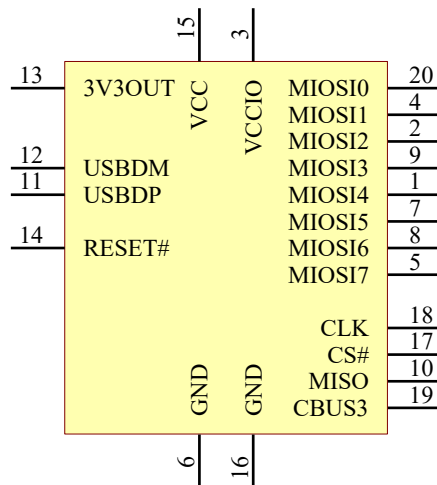 15 3
13 3V3OUT VCC VCCIO MIOSI0 20
MIOSI1 4
MIOSI2 2
12 USBDM MIOSI3 9
11 USBDP MIOSI4 1
MIOSI5 7
14 RESET# MIOSI6 8
MIOSI7 5
CLK 18
CS# 17
GND GND MISO 10
CBUS3 19
6 16